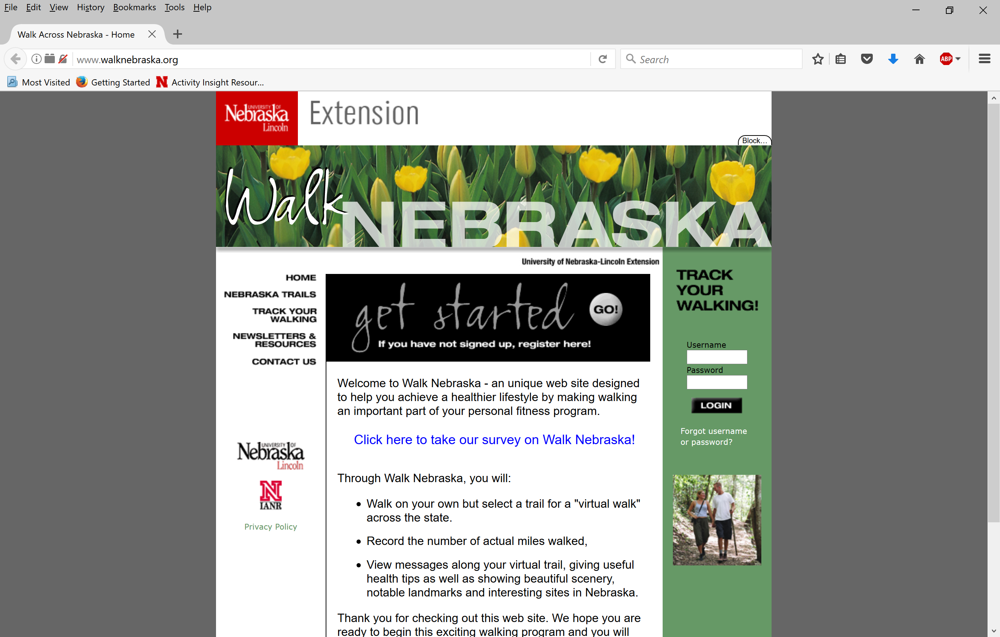 File Edit View History Bookmarks Tools Help
Walk Across Nebraska - Home
www.walknebraska.org
Search
ABP
Most Visited
Getting Started
N Activity Insight Resour...
UNIVERSITY OF
Nebraska
Lincoln
Extension
Block...
Walk NEBRASKA
University of Nebraska-Lincoln Extension
HOME
NEBRASKA TRAILS
TRACK YOUR
WALKING
NEWSLETTERS &
RESOURCES
CONTACT US
UNIVERSITY OF
Nebraska
Lincoln
N
IANR
Privacy Policy
get started GO!
If you have not signed up, register here!
Welcome to Walk Nebraska - an unique web site designed
to help you achieve a healthier lifestyle by making walking
an important part of your personal fitness program.
Click here to take our survey on Walk Nebraska!
Through Walk Nebraska, you will:
• Walk on your own but select a trail for a "virtual walk"
across the state.
• Record the number of actual miles walked,
• View messages along your virtual trail, giving useful
health tips as well as showing beautiful scenery,
notable landmarks and interesting sites in Nebraska.
Thank you for checking out this web site. We hope you are
ready to begin this exciting walking program and you will
TRACK
YOUR
WALKING!
Username
Password
LOGIN
Forgot username
or password?